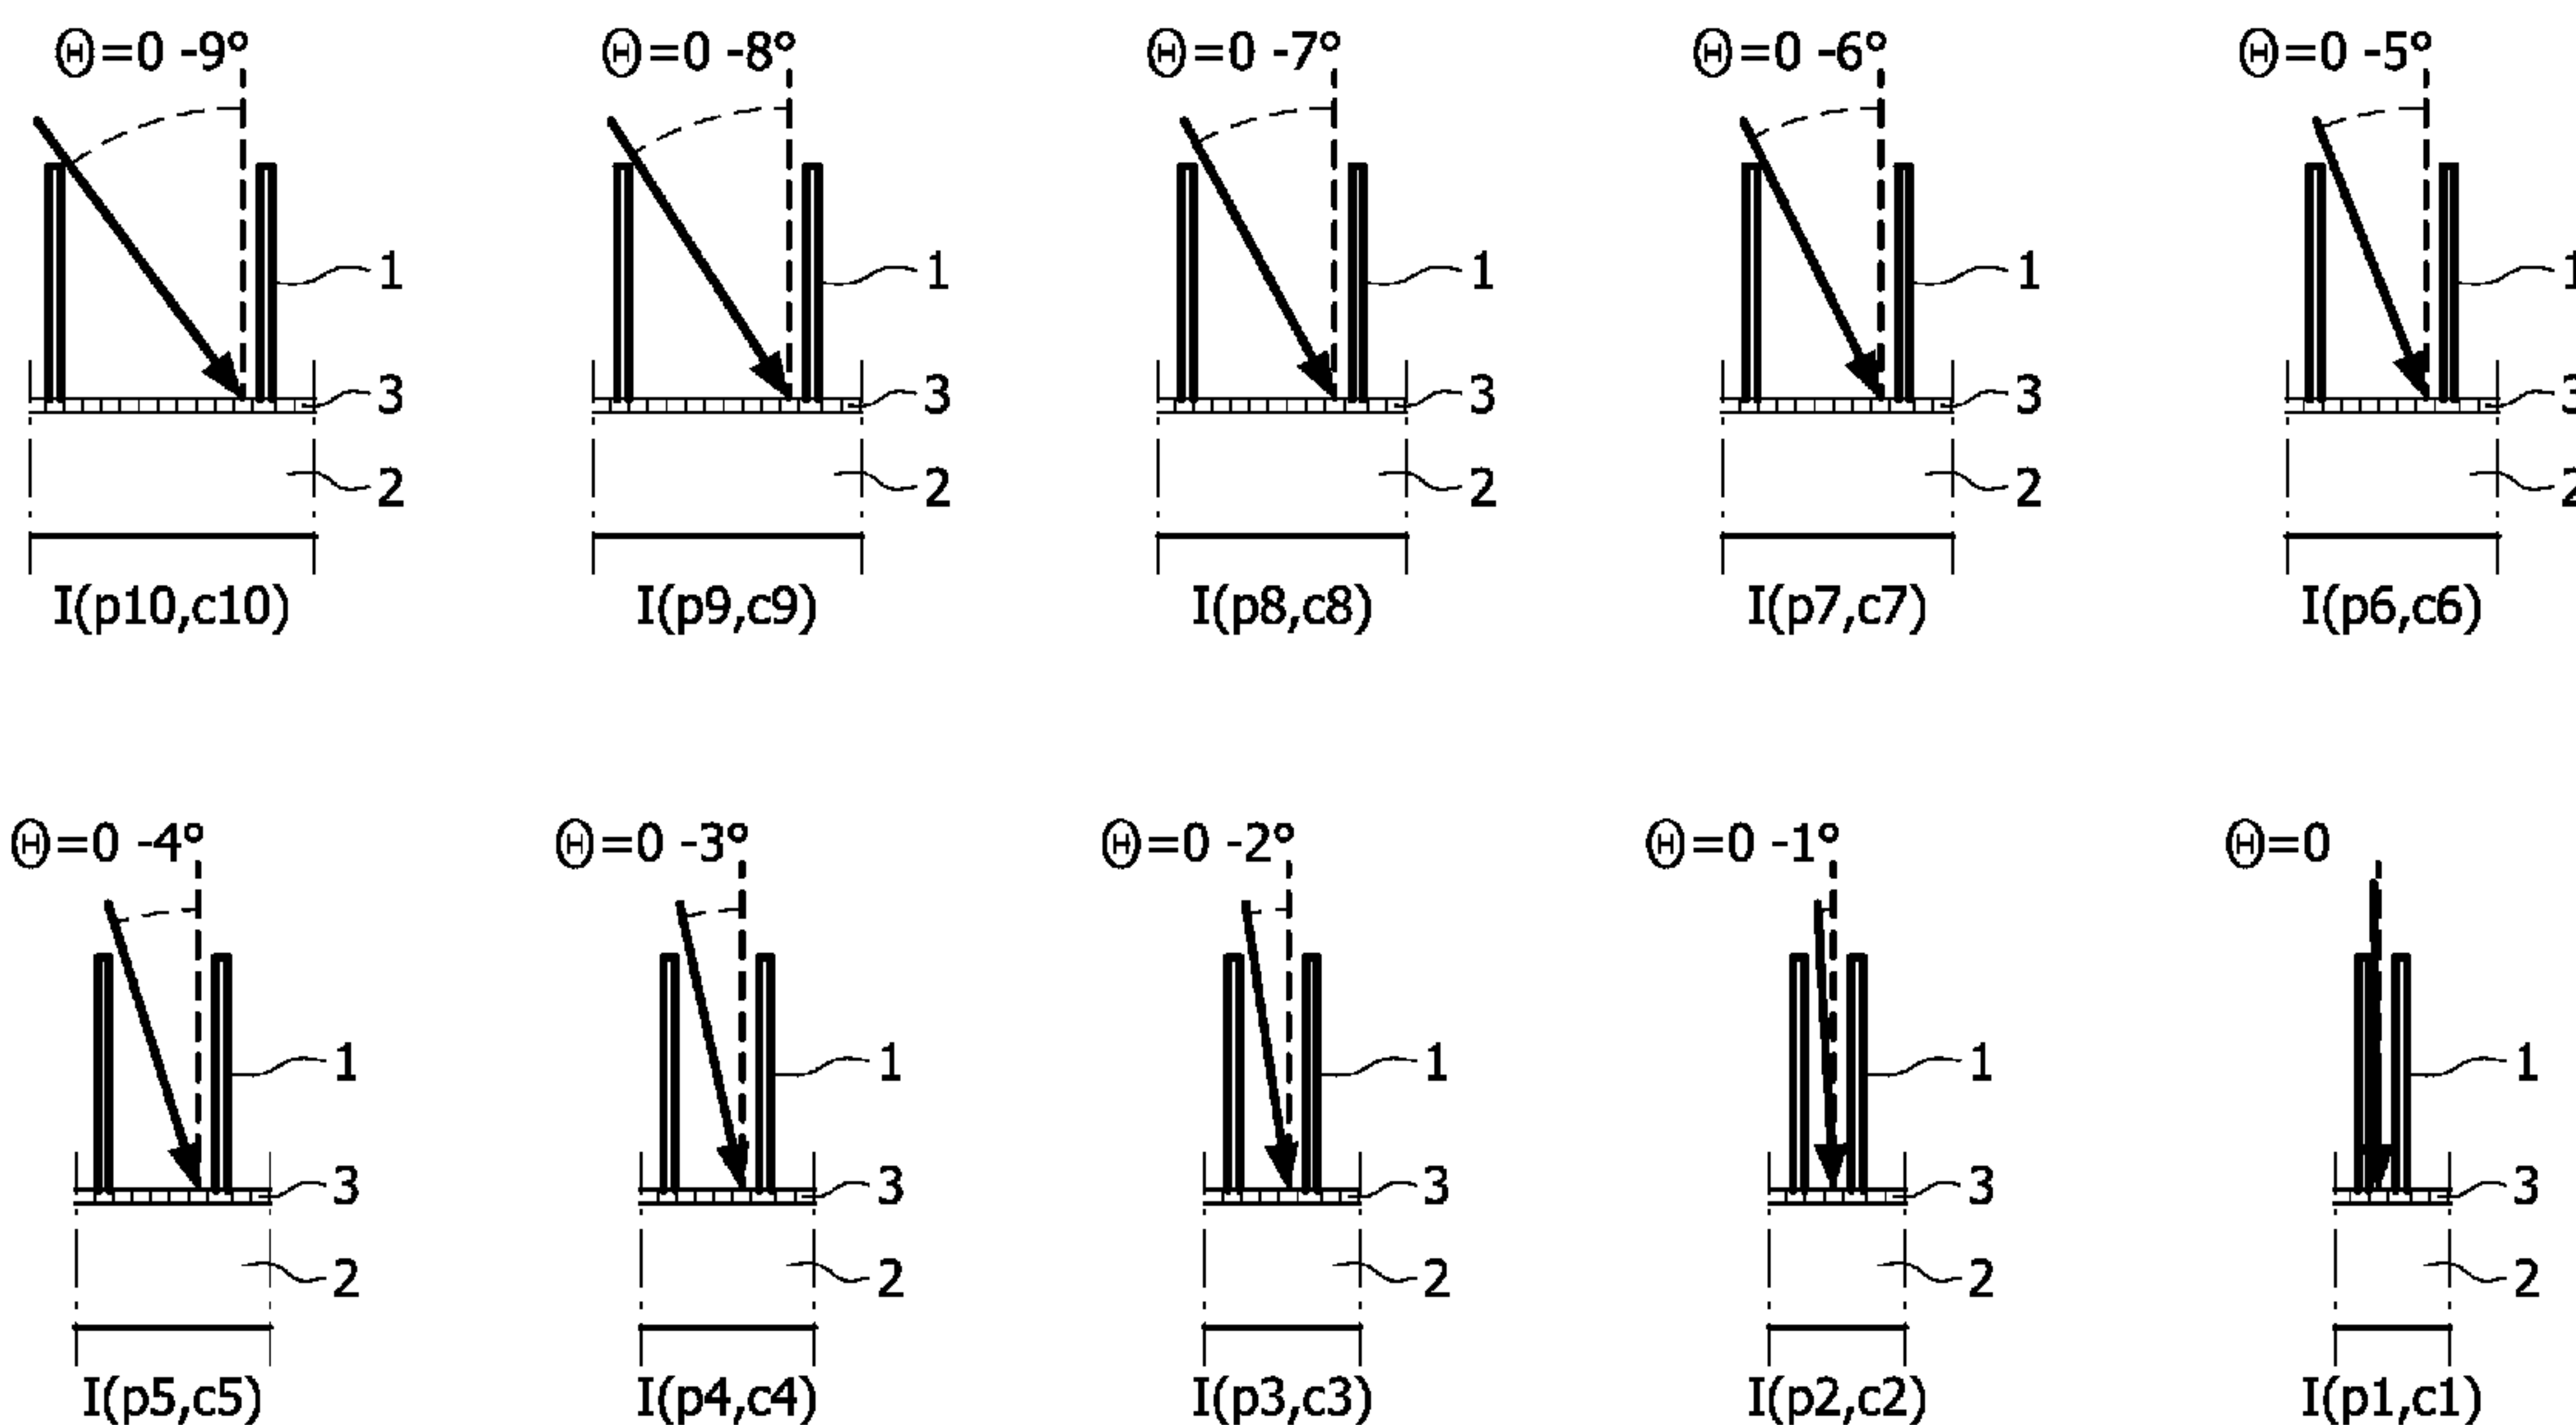 Θ=0 -9° Θ=0 -8° Θ=0 -7° Θ=0 -6° Θ=0 -5°
1 1 1 1 1
3 3 3 3 3
2 2 2 2 2
I(p10,c10) I(p9,c9) I(p8,c8) I(p7,c7) I(p6,c6)
Θ=0 -4° Θ=0 -3° Θ=0 -2° Θ=0 -1° Θ=0
1 1 1 1 1
3 3 3 3 3
2 2 2 2 2
I(p5,c5) I(p4,c4) I(p3,c3) I(p2,c2) I(p1,c1)